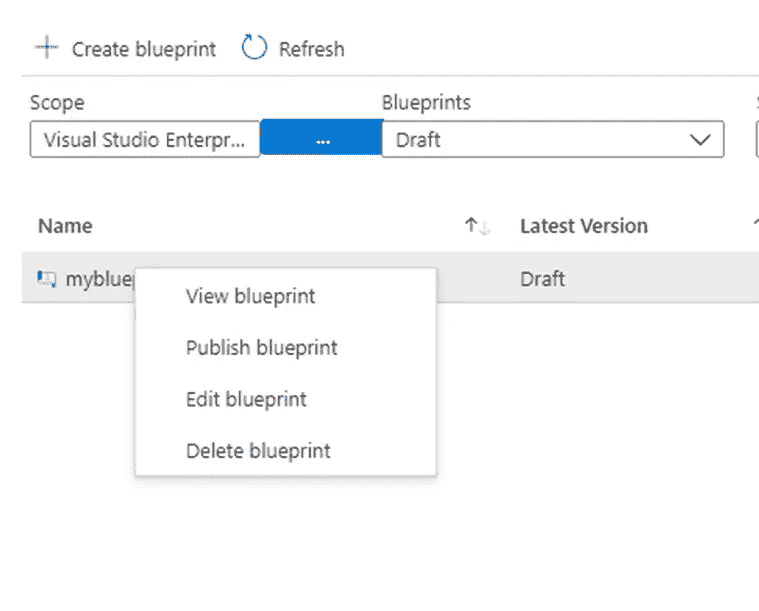 Create blueprint Refresh
Scope Blueprints
Visual Studio Enterpr... ... Draft
Name Latest Version
Draft
View blueprint
Publish blueprint
Edit blueprint
Delete blueprint